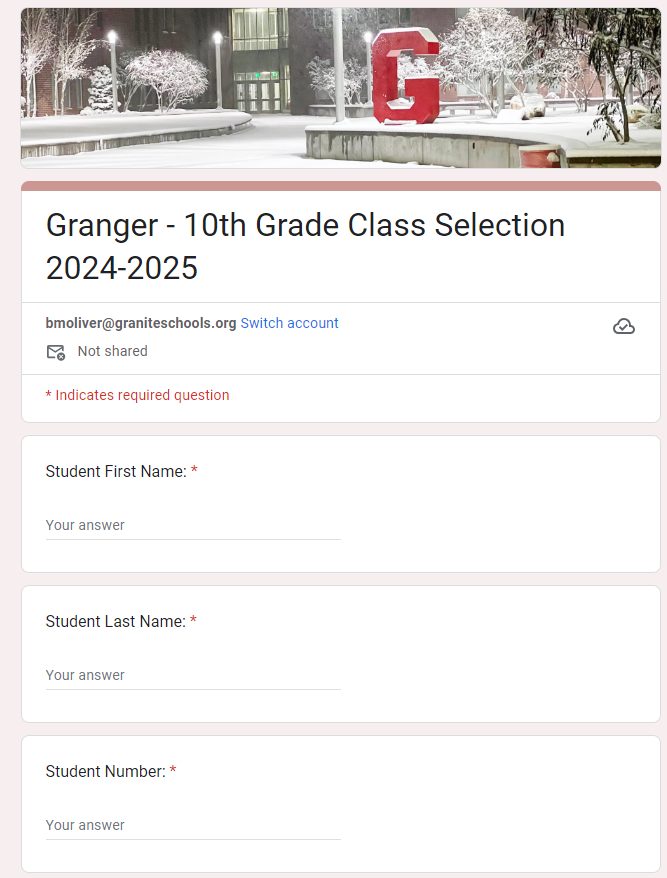 G
Granger - 10th Grade Class Selection
2024-2025
bmoliver@graniteschools.org Switch account
Not shared
* Indicates required question
Student First Name: *
Your answer
Student Last Name: *
Your answer
Student Number: *
Your answer